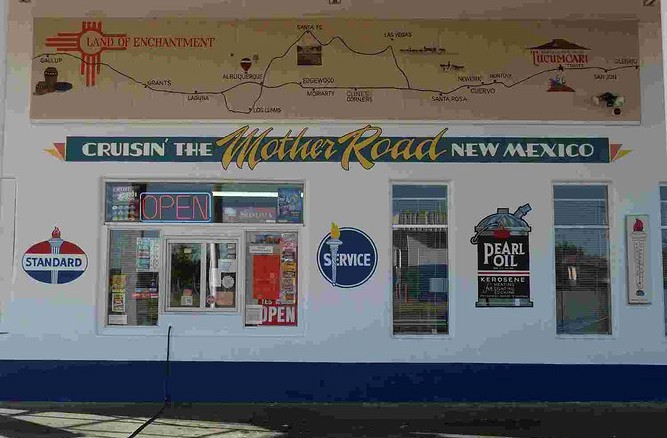 LAND OF ENCHANTMENT
SANTA FE
LAS VEGAS
GALLUP
GRANTS
LAGUNA
ALBUQUERQUE
LOS LUNAS
EDGEWOOD
MORIARTY
CLINE'S
CORNERS
SANTA ROSA
NEWKIRK
CUERVO
MONTOYA
TUCUMCARI
SAN JON
GLENRIO
CRUISIN' THE Mother Road NEW MEXICO
OPEN
STANDARD
SERVICE
PEARL
OIL
KEROSENE
OPEN